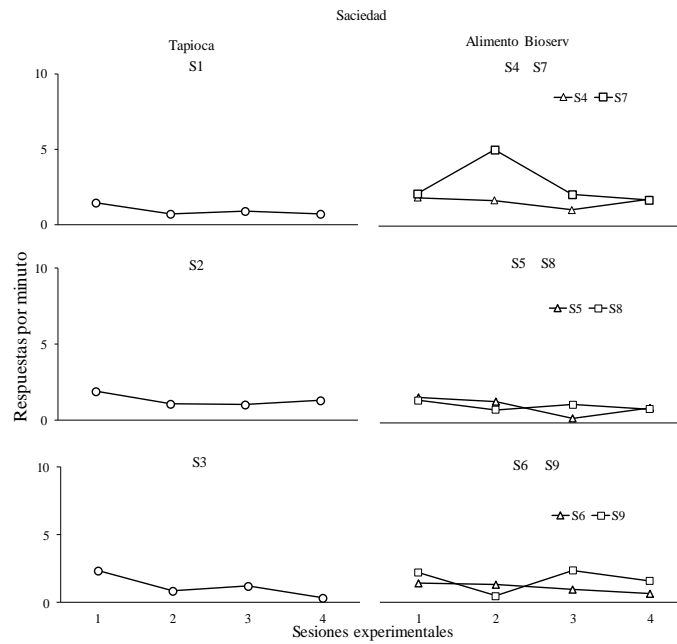 Saciedad
Tapioca
Alimento Bioserv
S1
S4 S7
10
5
0
S4 S7
S2
S5 S8
10
5
0
S5 S8
S3
S6 S9
10
5
0
S6 S9
1 2 3 4
1 2 3 4
Respuestas por minuto
Sesiones experimentales